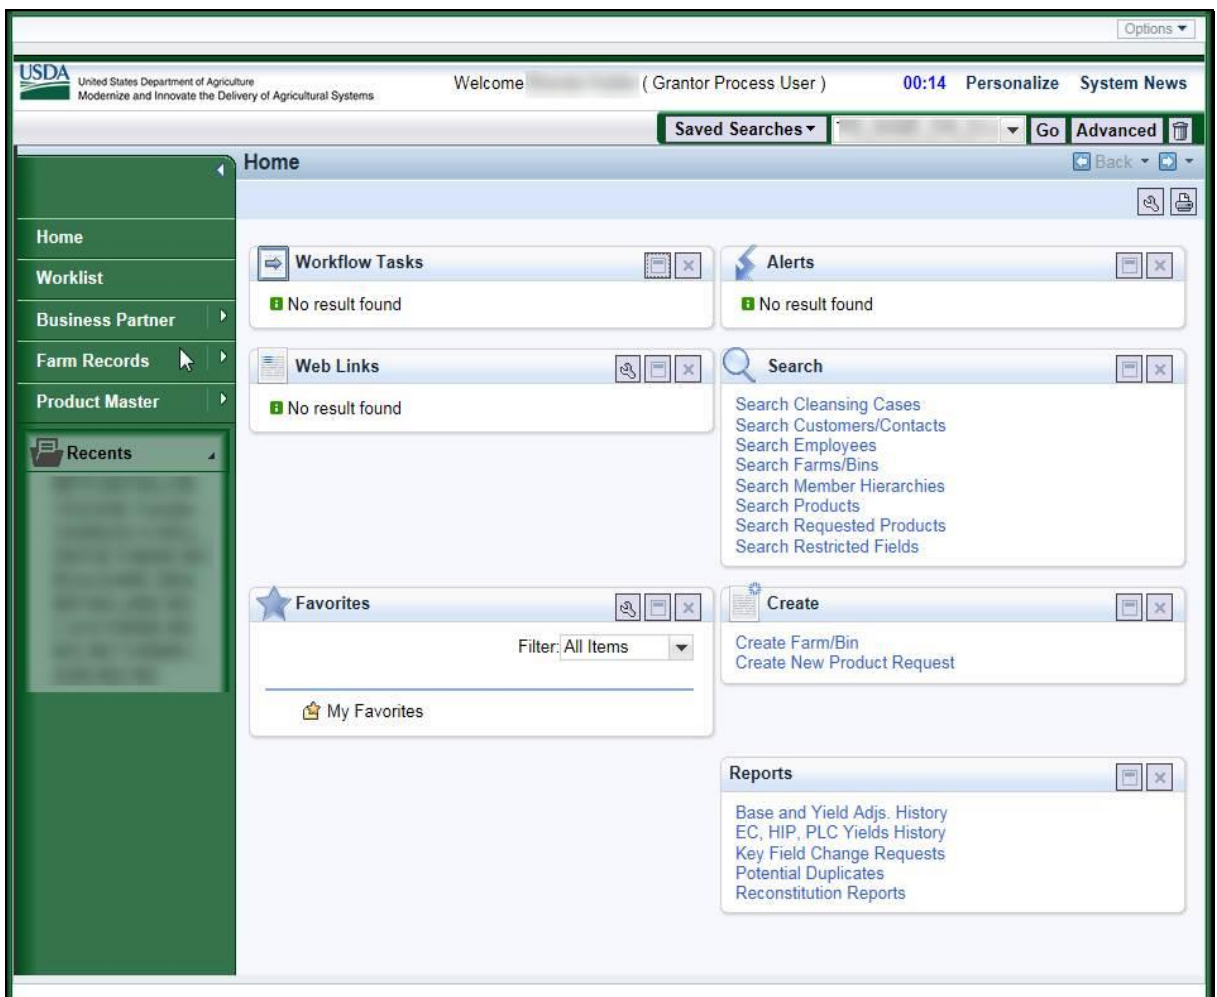 Options
USDA
United States Department of Agriculture
Modernize and Innovate the Delivery of Agricultural Systems
Welcome ( Grantor Process User ) 00:14 Personalize System News
Saved Searches Go Advanced
Home Back
Home
Worklist
Business Partner
Farm Records
Product Master
Recents
Workflow Tasks
No result found
Alerts
No result found
Web Links
No result found
Search
Search Cleansing Cases
Search Customers/Contacts
Search Employees
Search Farms/Bins
Search Member Hierarchies
Search Products
Search Requested Products
Search Restricted Fields
Favorites
Filter: All Items
My Favorites
Create
Create Farm/Bin
Create New Product Request
Reports
Base and Yield Adjs. History
EC, HIP, PLC Yields History
Key Field Change Requests
Potential Duplicates
Reconstitution Reports